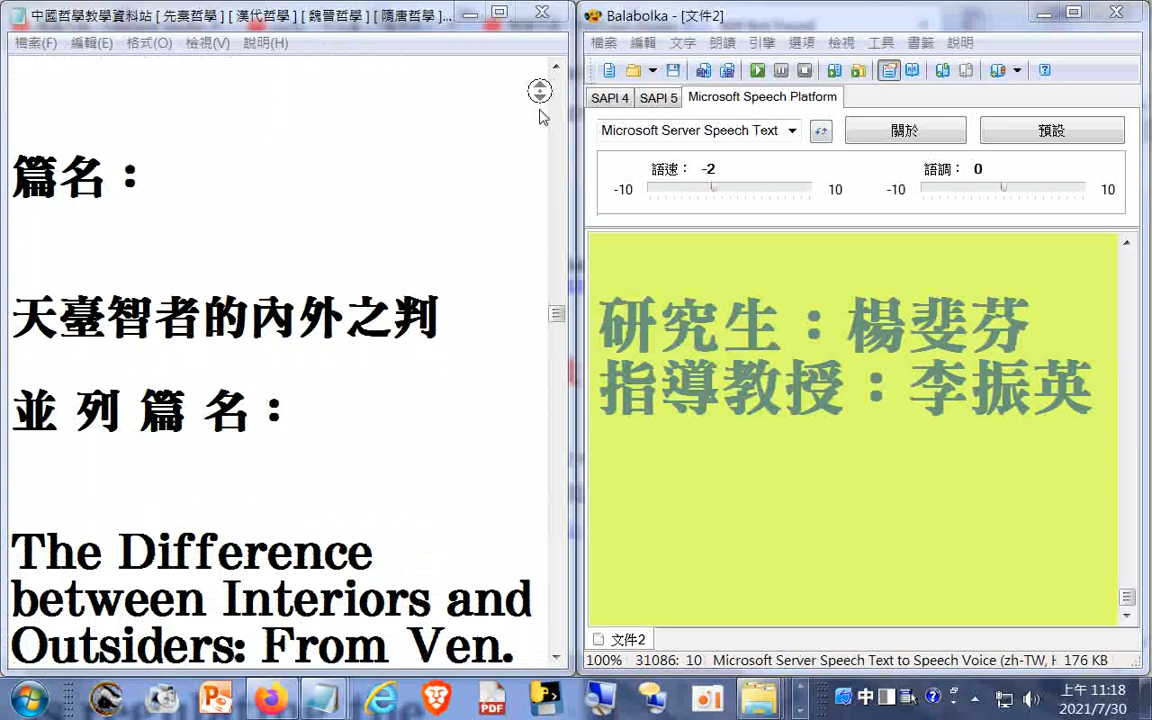 中國哲學教學資料站 [ 先秦哲學 ] [ 漢代哲學 ] [ 魏晉哲學 ] [ 隋唐哲學 ]...
檔案(F) 編輯(E) 格式(O) 檢視(V) 說明(H)
篇名：
天臺智者的內外之判
並 列 篇 名：
The Difference
between Interiors and
Outsiders: From Ven.
Balabolka - [文件2]
檔案 編輯 文字 朗讀 引擎 選項 檢視 工具 書籤 說明
SAPI 4 SAPI 5 Microsoft Speech Platform
Microsoft Server Speech Text 關於 預設
語速： -2 語調： 0
-10 10 -10 10
研究生：楊斐芬
指導教授：李振英
文件2
100% 31086: 10 Microsoft Server Speech Text to Speech Voice (zh-TW, H 176 KB
PDF 中 上午 11:18
2021/7/30